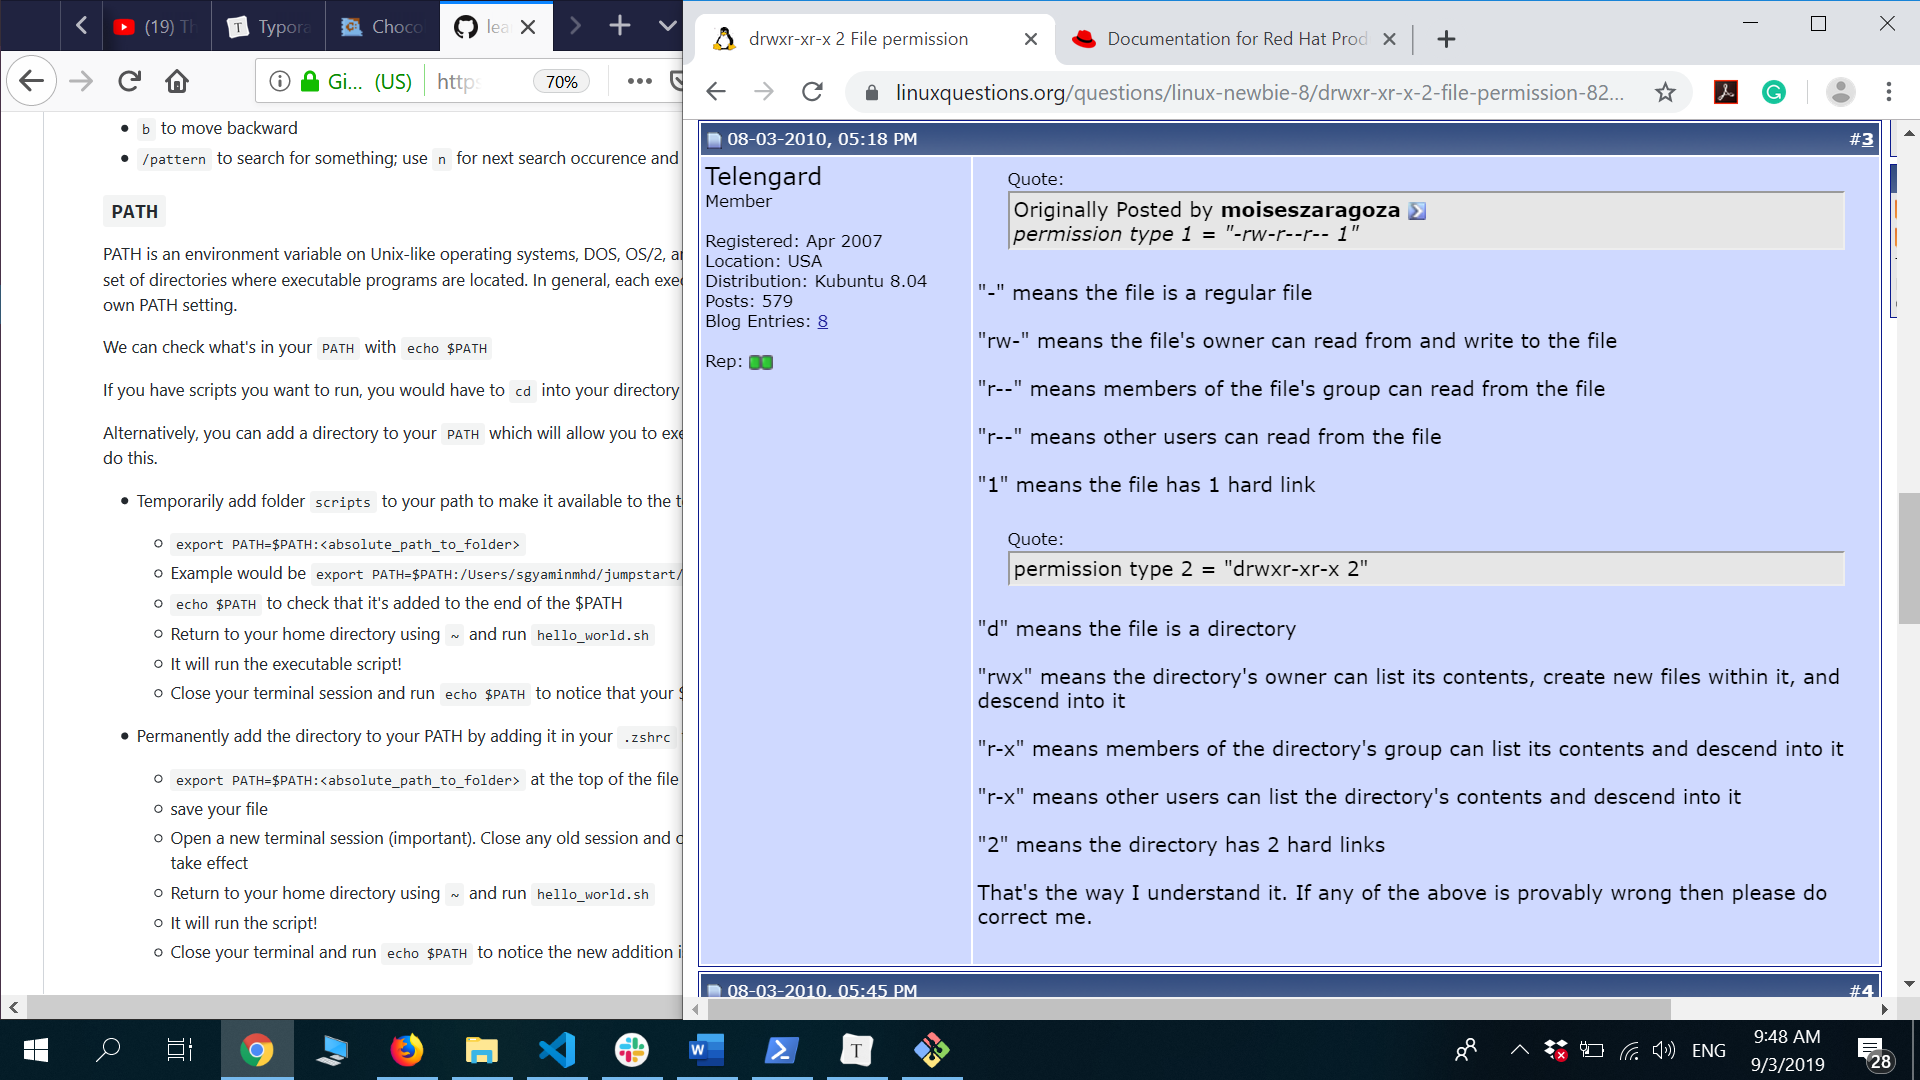 (19) Th
Typora
Choco
lea
Gi... (US)
https
70%
b to move backward
/pattern to search for something; use n for next search occurence and
PATH
PATH is an environment variable on Unix-like operating systems, DOS, OS/2, an
set of directories where executable programs are located. In general, each exec
own PATH setting.
We can check what's in your PATH with echo $PATH
If you have scripts you want to run, you would have to cd into your directory
Alternatively, you can add a directory to your PATH which will allow you to exe
do this.
Temporarily add folder scripts to your path to make it available to the t
export PATH=$PATH:<absolute_path_to_folder>
Example would be export PATH=$PATH:/Users/sgyaminmhd/jumpstart/
echo $PATH to check that it's added to the end of the $PATH
Return to your home directory using ~ and run hello_world.sh
It will run the executable script!
Close your terminal session and run echo $PATH to notice that your $
Permanently add the directory to your PATH by adding it in your .zshrc
export PATH=$PATH:<absolute_path_to_folder> at the top of the file
save your file
Open a new terminal session (important). Close any old session and o
take effect
Return to your home directory using ~ and run hello_world.sh
It will run the script!
Close your terminal and run echo $PATH to notice the new addition i
drwxr-xr-x 2 File permission
Documentation for Red Hat Prod
linuxquestions.org/questions/linux-newbie-8/drwxr-xr-x-2-file-permission-82...
08-03-2010, 05:18 PM
#3
Telengard
Member
Registered: Apr 2007
Location: USA
Distribution: Kubuntu 8.04
Posts: 579
Blog Entries: 8
Rep:
Quote:
Originally Posted by moiseszaragoza
permission type 1 = "-rw-r--r-- 1"
"-" means the file is a regular file
"rw-" means the file's owner can read from and write to the file
"r--" means members of the file's group can read from the file
"r--" means other users can read from the file
"1" means the file has 1 hard link
Quote:
permission type 2 = "drwxr-xr-x 2"
"d" means the file is a directory
"rwx" means the directory's owner can list its contents, create new files within it, and
descend into it
"r-x" means members of the directory's group can list its contents and descend into it
"r-x" means other users can list the directory's contents and descend into it
"2" means the directory has 2 hard links
That's the way I understand it. If any of the above is provably wrong then please do
correct me.
08-03-2010, 05:45 PM
#4
ENG
9:48 AM
9/3/2019
28